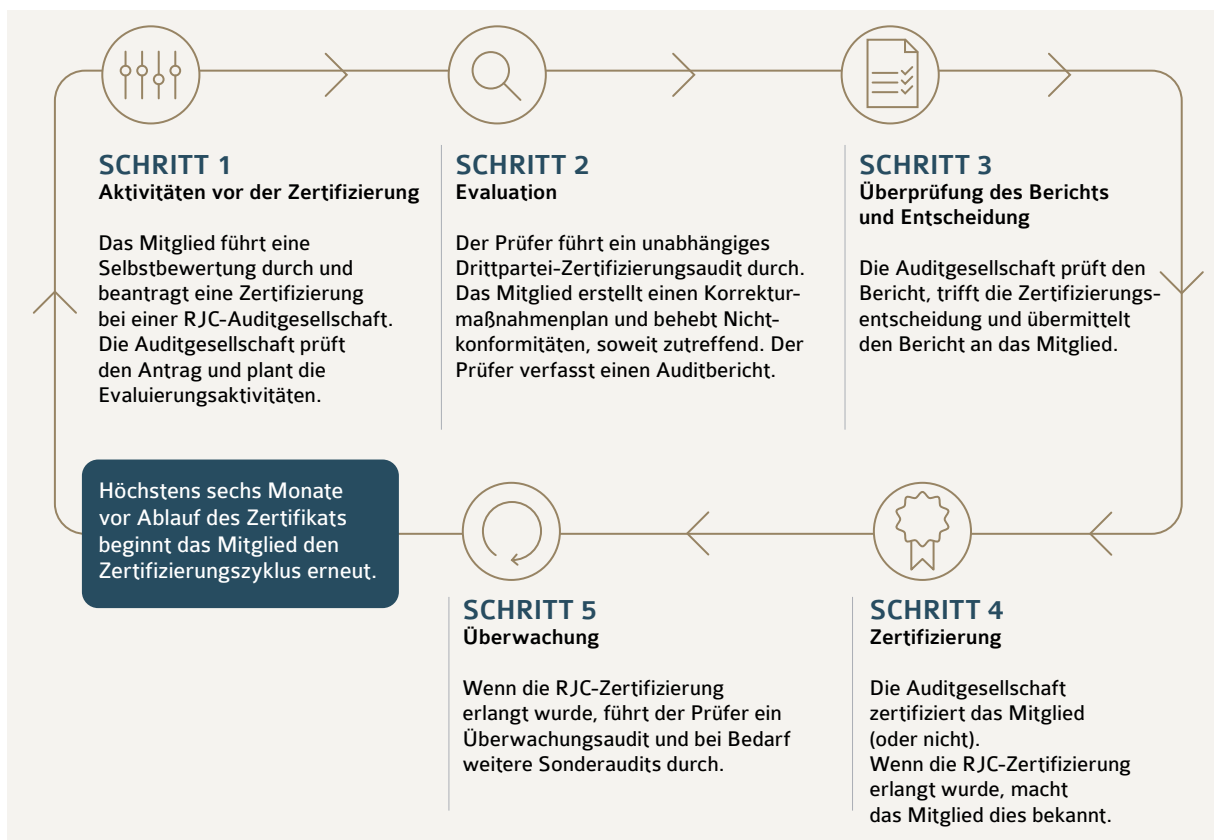 SCHRITT 1
Aktivitäten vor der Zertifizierung
Das Mitglied führt eine
Selbstbewertung durch und
beantragt eine Zertifizierung
bei einer RJC-Auditgesellschaft.
Die Auditgesellschaft prüft
den Antrag und plant die
Evaluierungsaktivitäten.
SCHRITT 2
Evaluation
Der Prüfer führt ein unabhängiges
Drittpartei-Zertifizierungsaudit durch.
Das Mitglied erstellt einen Korrektur-
maßnahmenplan und behebt Nicht-
konformitäten, soweit zutreffend. Der
Prüfer verfasst einen Auditbericht.
SCHRITT 3
Überprüfung des Berichts
und Entscheidung
Die Auditgesellschaft prüft den
Bericht, trifft die Zertifizierungs-
entscheidung und übermittelt
den Bericht an das Mitglied.
SCHRITT 4
Zertifizierung
Die Auditgesellschaft
zertifiziert das Mitglied
(oder nicht).
Wenn die RJC-Zertifizierung
erlangt wurde, macht
das Mitglied dies bekannt.
SCHRITT 5
Überwachung
Wenn die RJC-Zertifizierung
erlangt wurde, führt der Prüfer ein
Überwachungsaudit und bei Bedarf
weitere Sonderaudits durch.
Höchstens sechs Monate
vor Ablauf des Zertifikats
beginnt das Mitglied den
Zertifizierungszyklus erneut.